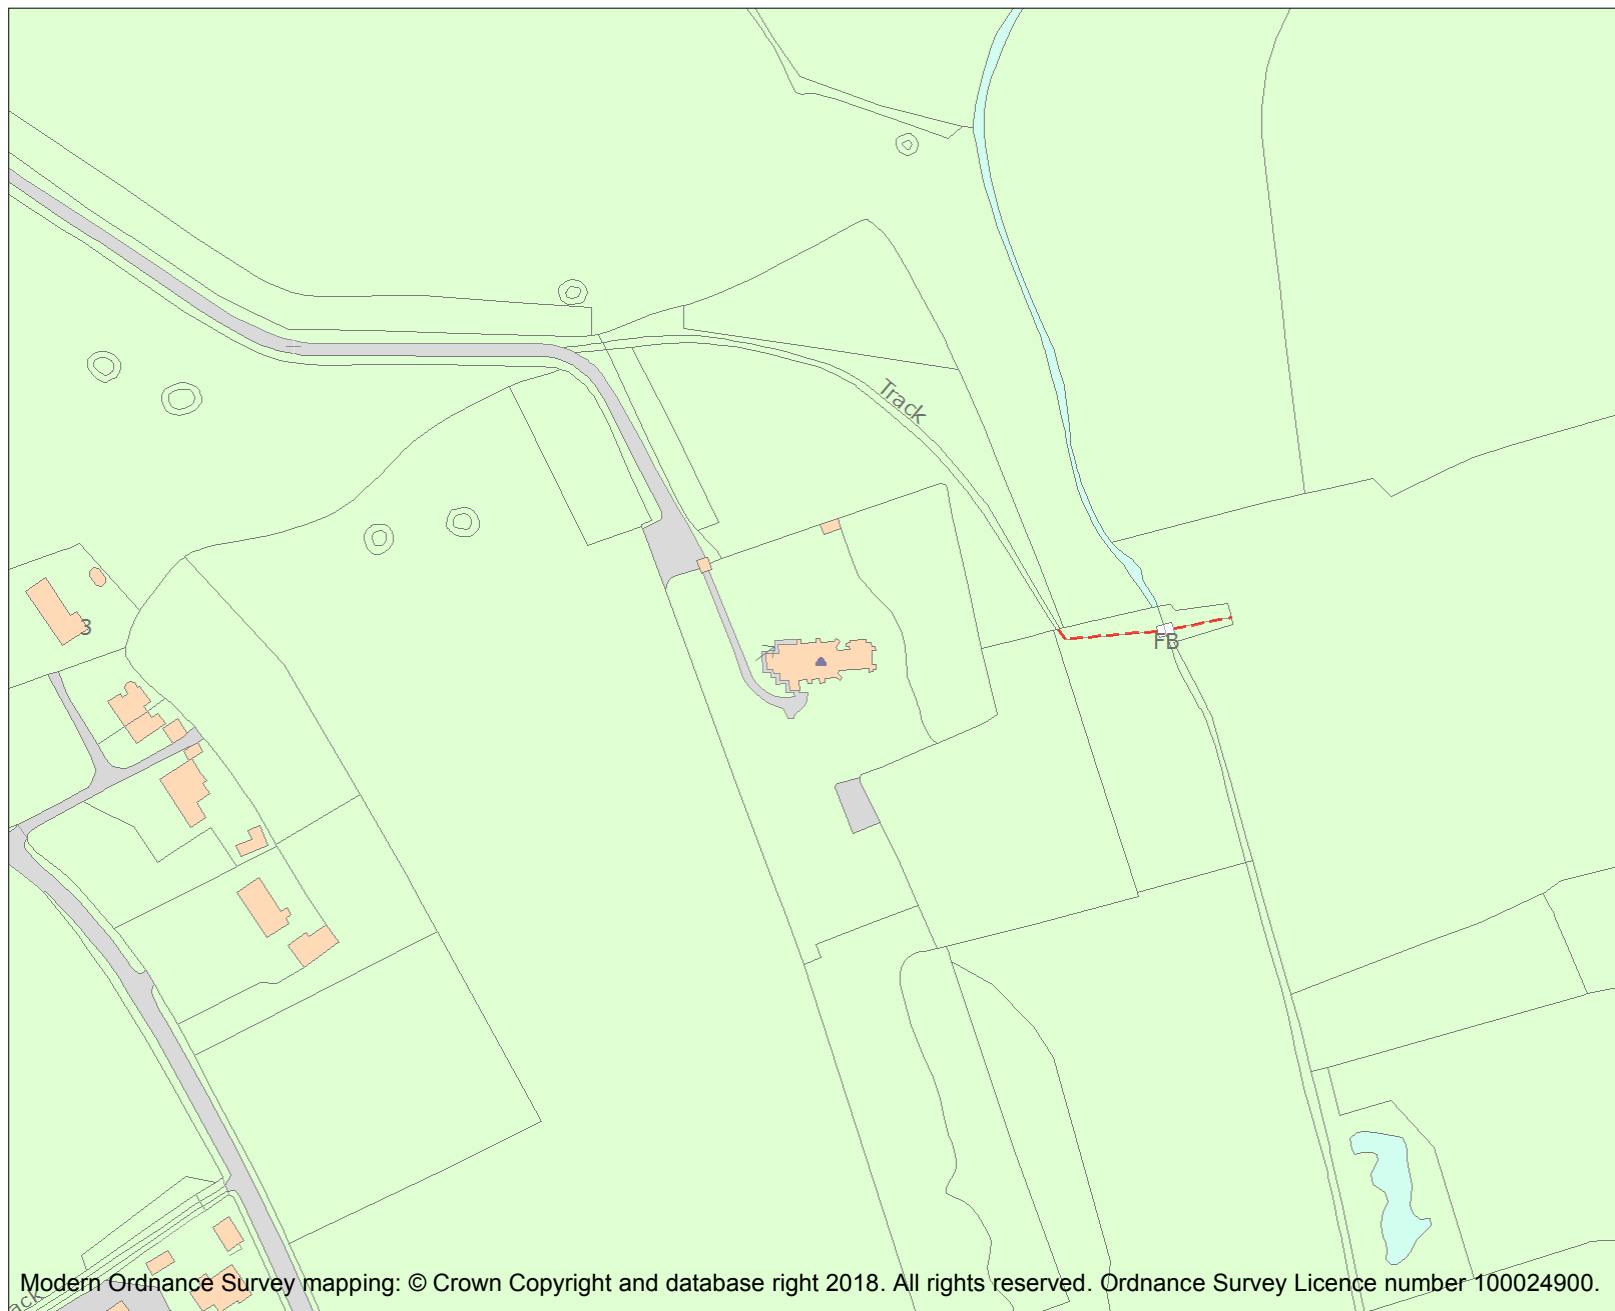 Track
3
FB
ack
Modern Ordnance Survey mapping: © Crown Copyright and database right 2018. All rights reserved. Ordnance Survey Licence number 100024900.